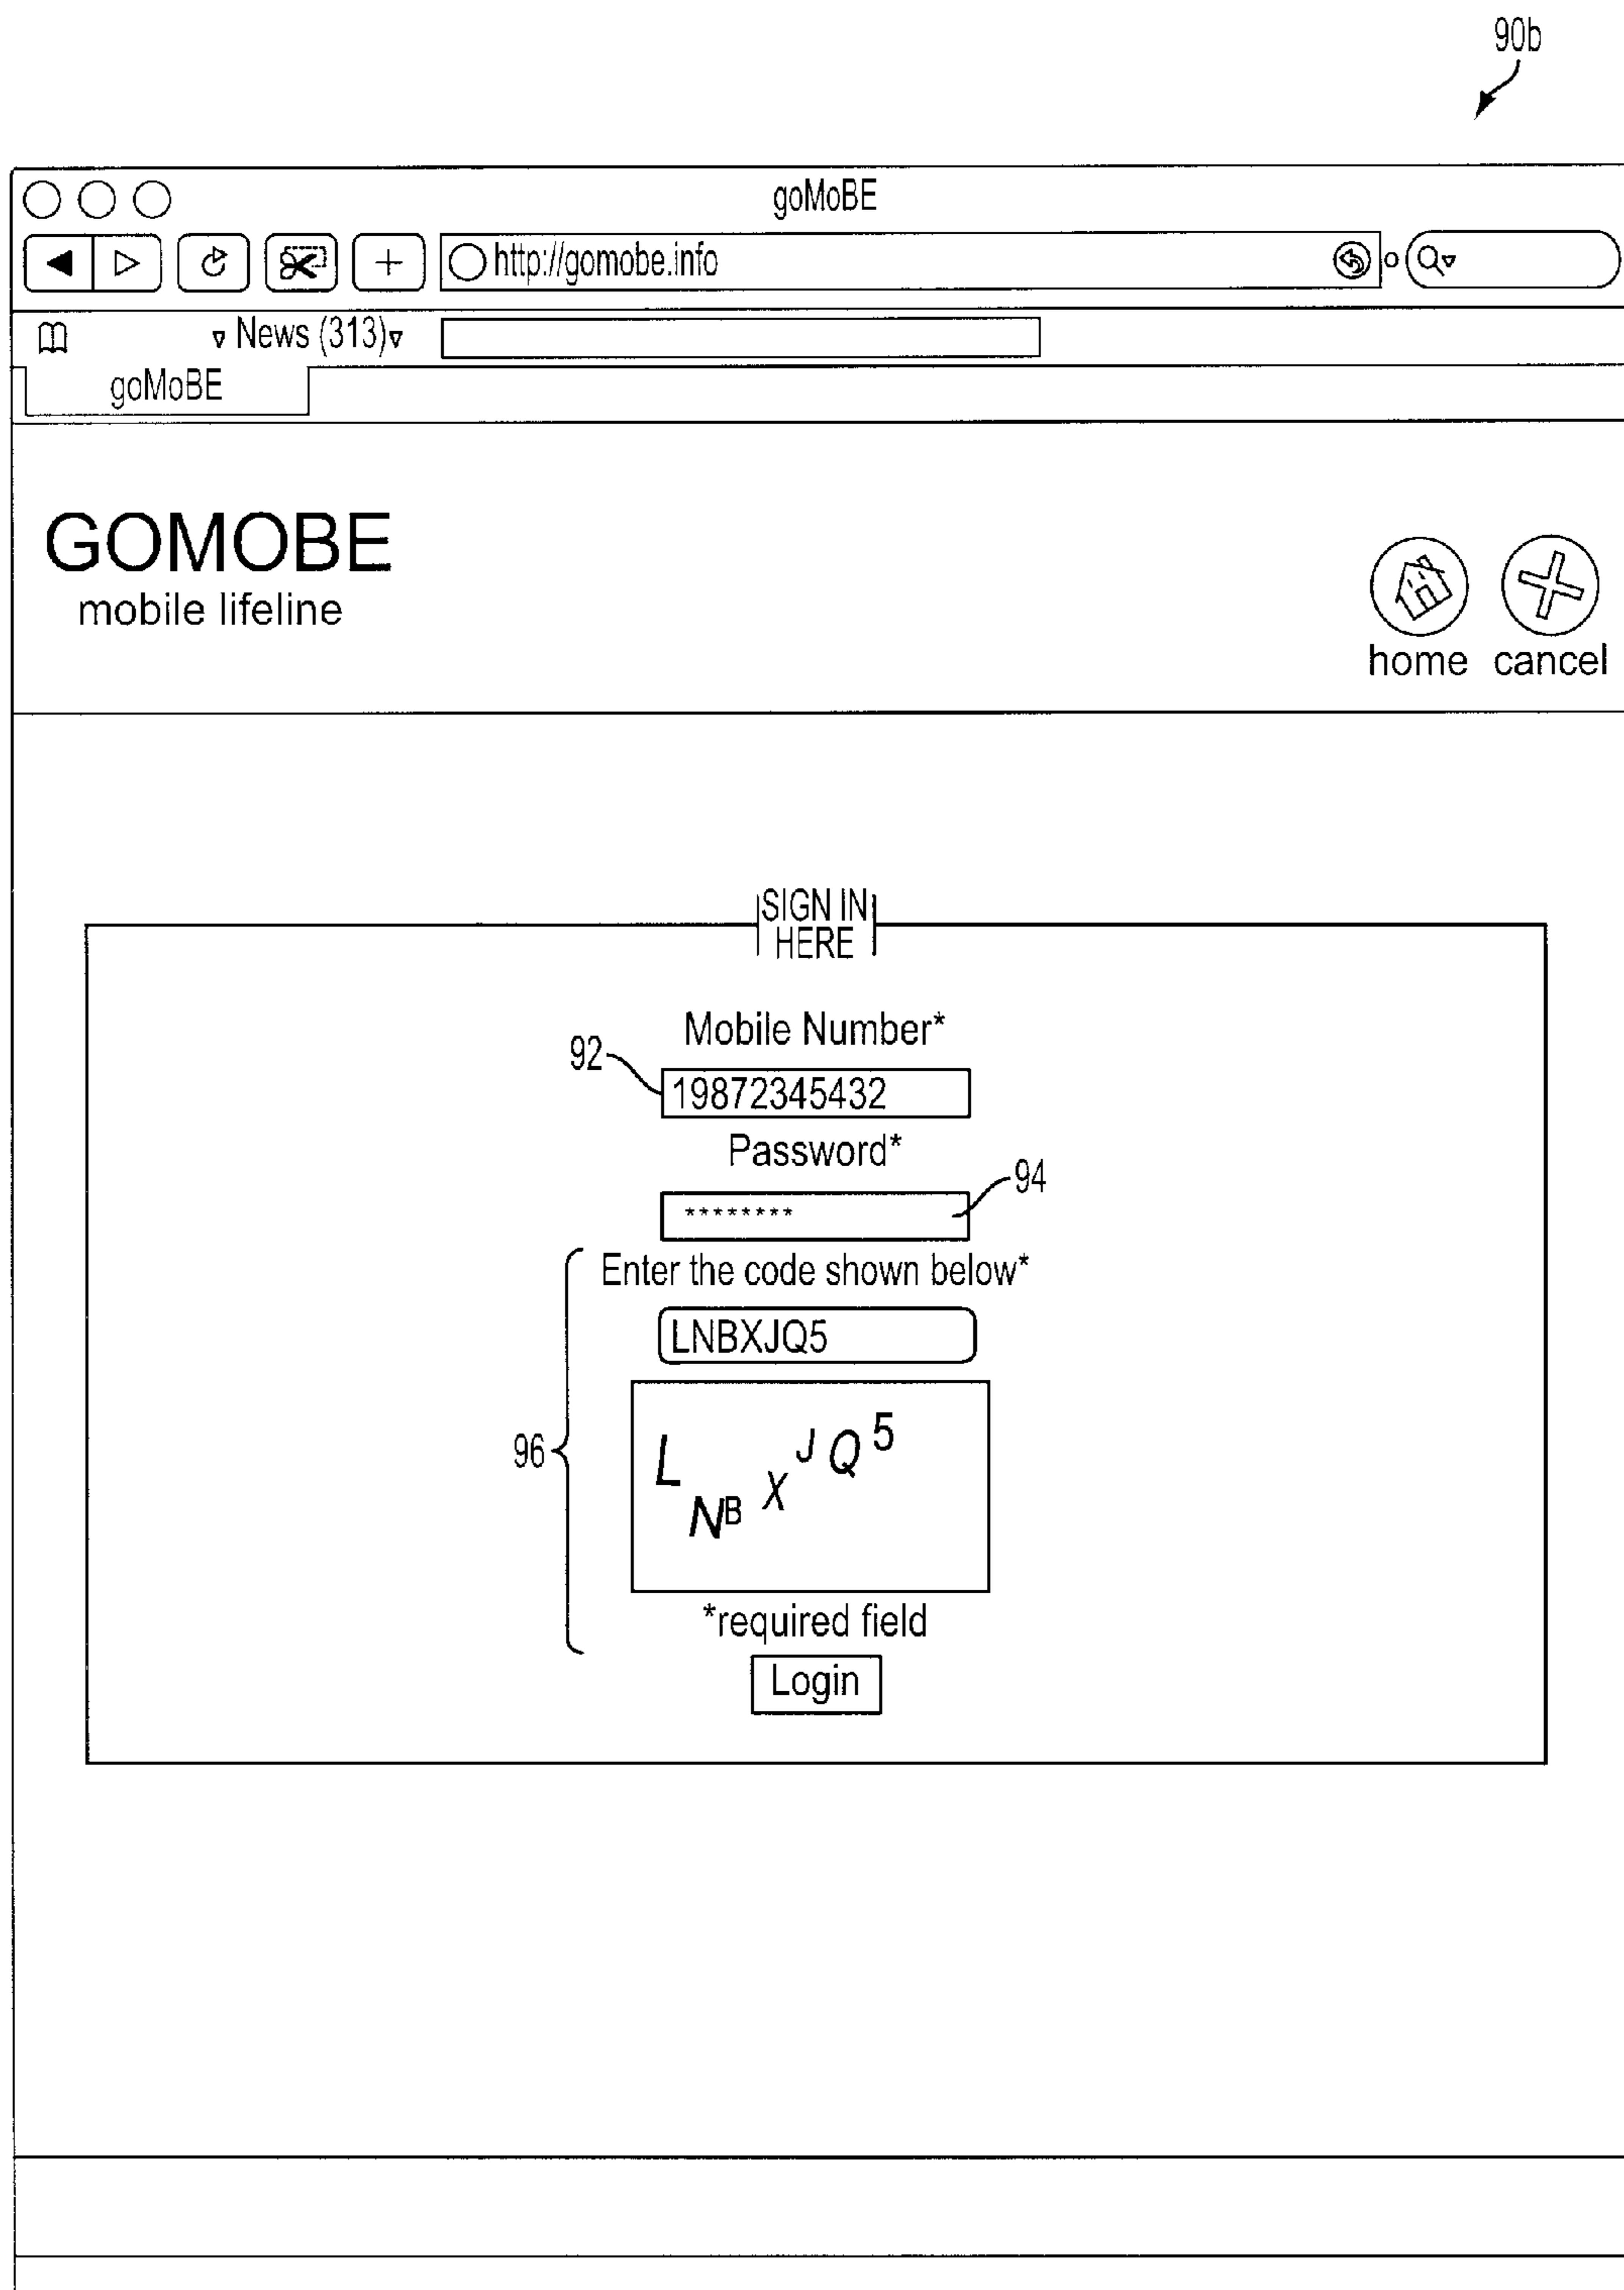 90b
goMoBE
http://gomobe.info
News (313)
goMoBE
GOMOBE
mobile lifeline
home cancel
SIGN IN
HERE
Mobile Number*
92
19872345432
Password*
94
********
Enter the code shown below*
LNBXJQ5
96
L N B X J Q 5
*required field
Login